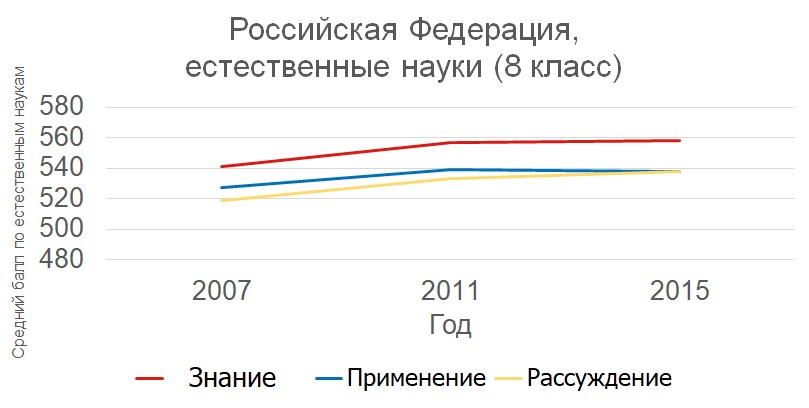 Российская Федерация,
естественные науки (8 класс)
Средний балл по естественным наукам
580
560
540
520
500
480
2007 2011 2015
Год
Знание Применение Рассуждение